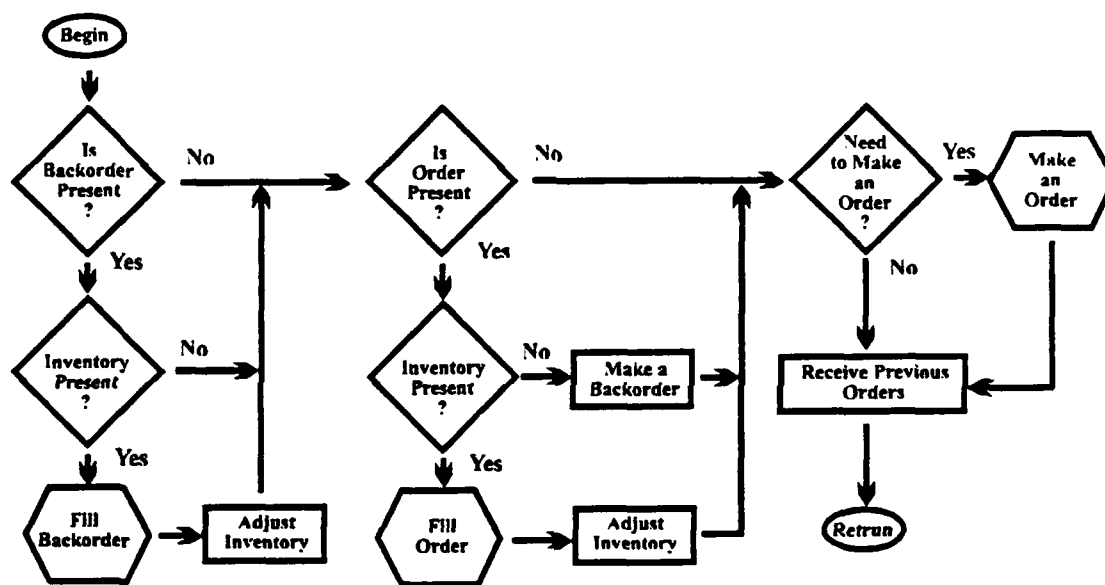 Begin
Is
Backorder
Present
?
No
Yes
Inventory
Present
?
No
Yes
Fill
Backorder
Adjust
Inventory
Is
Order
Present
?
No
Yes
Inventory
Present
?
No
Make a
Backorder
Yes
Fill
Order
Adjust
Inventory
Need
to Make
an
Order
?
Yes
Make
an
Order
No
Receive Previous
Orders
Retrun